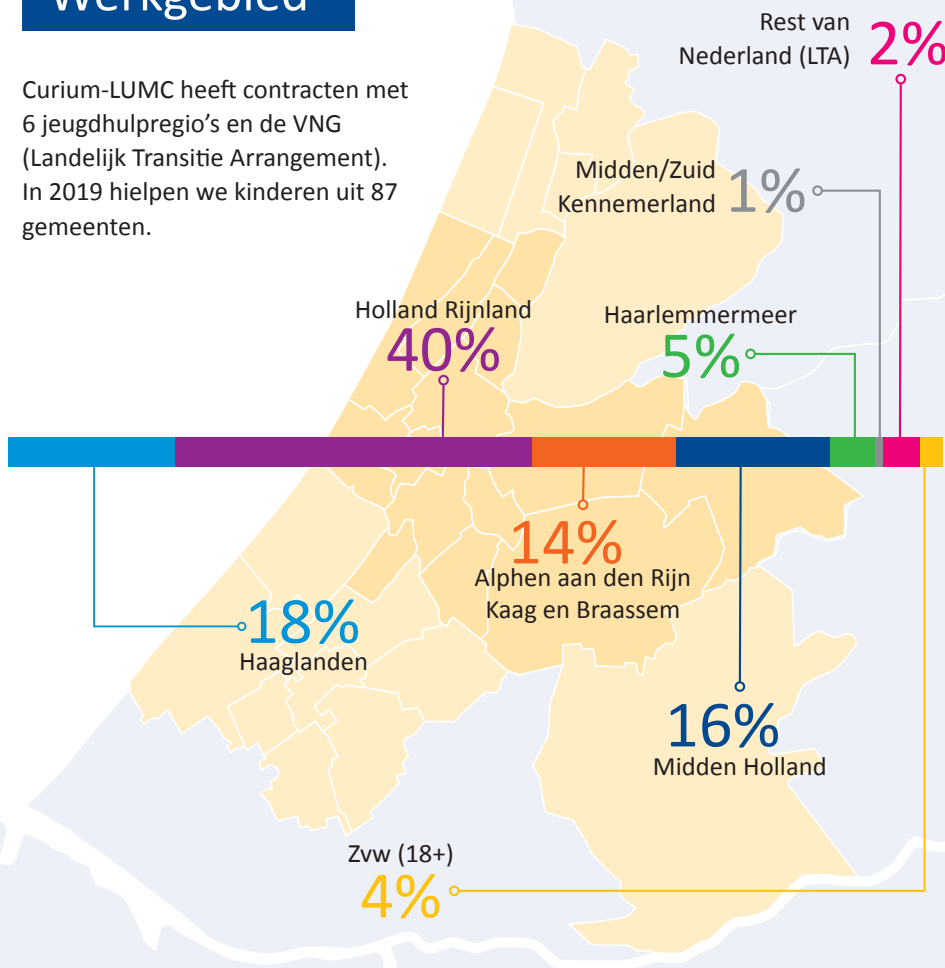 Werkgebied
Curium-LUMC heeft contracten met
6 jeugdhulpregio's en de VNG
(Landelijk Transitie Arrangement).
In 2019 hielpen we kinderen uit 87
gemeenten.
Rest van
Nederland (LTA)
2%
Midden/Zuid
Kennemerland
1%
Holland Rijnland
40%
Haarlemmermeer
5%
14%
Alphen aan den Rijn
Kaag en Braassem
18%
Haaglanden
16%
Midden Holland
Zvw (18+)
4%